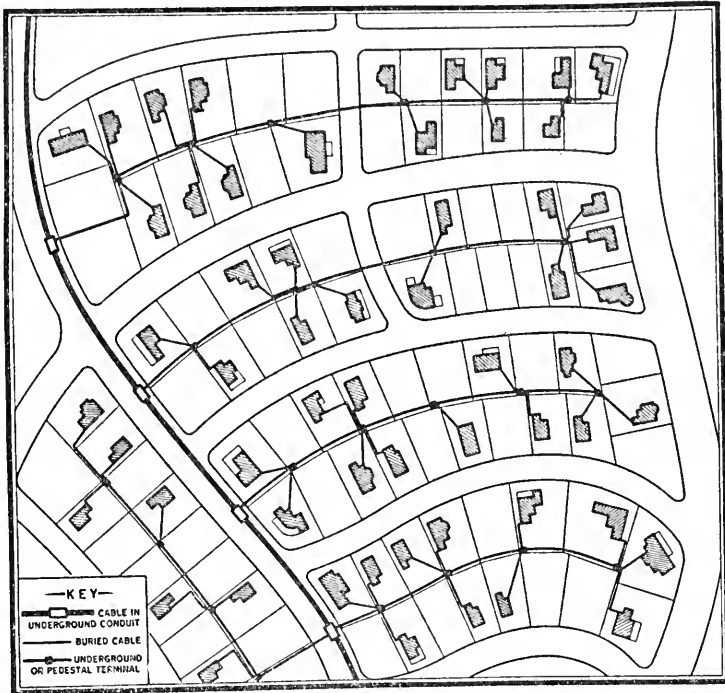 —KEY—
CABLE IN
UNDERGROUND CONDUIT
BURIED CABLE
UNDERGROUND
OR PEDESTAL TERMINAL